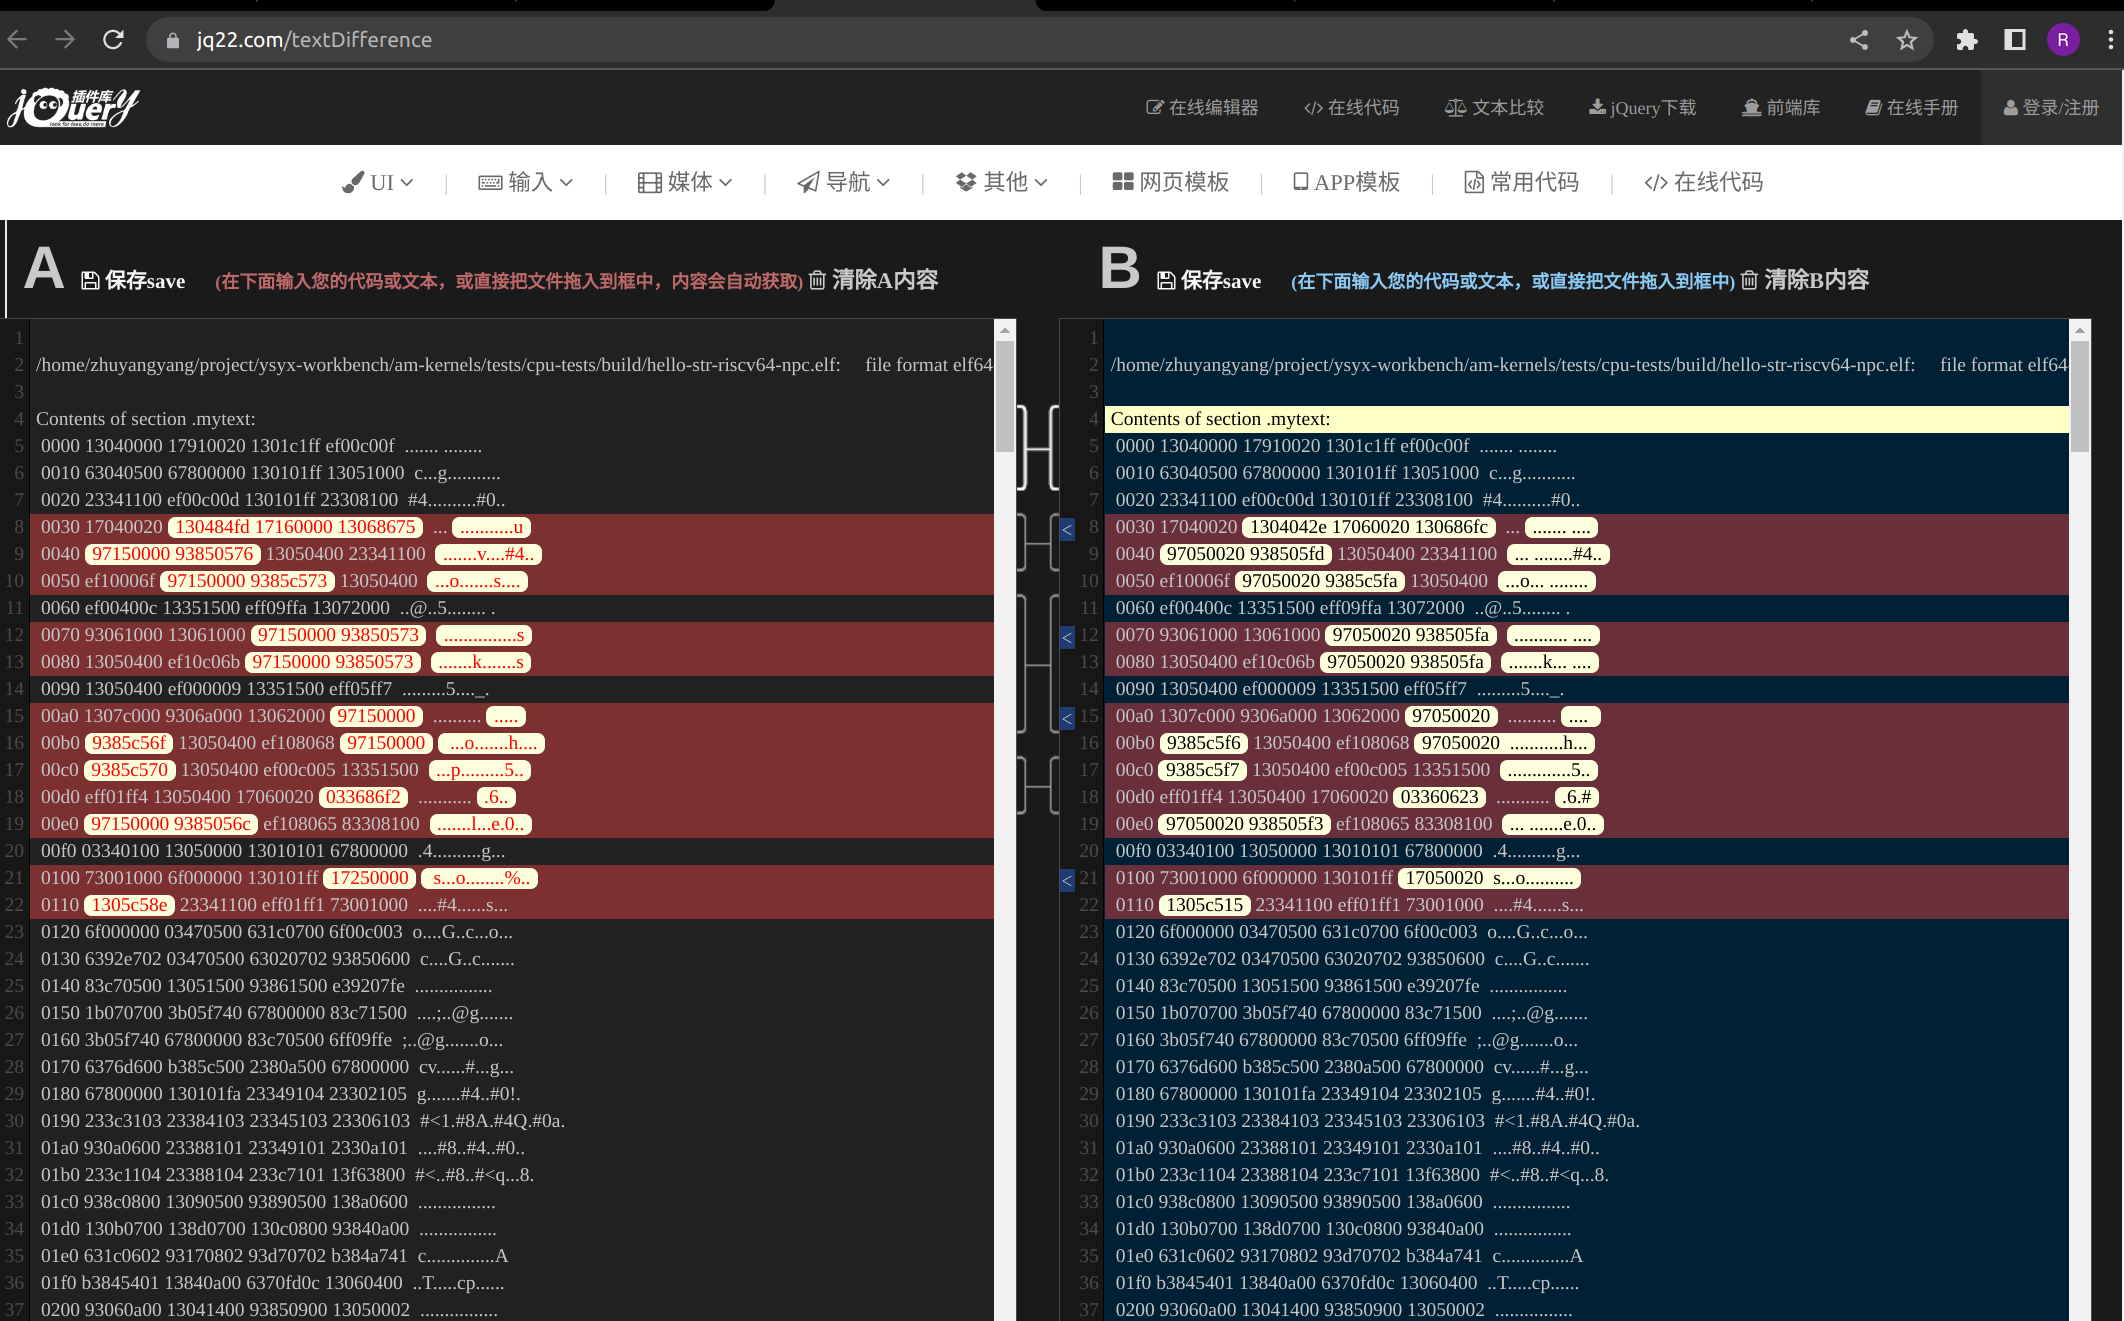 jq22.com/textDifference
R
jQuery 插件库
在线编辑器 </> 在线代码 文本比较 jQuery下载 前端库 在线手册 登录/注册
UI 输入 媒体 导航 其他 网页模板 APP模板 常用代码 </> 在线代码
A 保存save (在下面输入您的代码或文本，或直接把文件拖入到框中，内容会自动获取) 清除A内容
1
2 /home/zhuyangyang/project/ysyx-workbench/am-kernels/tests/cpu-tests/build/hello-str-riscv64-npc.elf: file format elf64
3
4 Contents of section .mytext:
5 0000 13040000 17910020 1301c1ff ef00c00f ....... ........
6 0010 63040500 67800000 130101ff 13051000 c...g...........
7 0020 23341100 ef00c00d 130101ff 23308100 #4..........#0..
8 0030 17040020 130484fd 17160000 13068675 ... ...........u
9 0040 97150000 93850576 13050400 23341100 .......v....#4..
10 0050 ef10006f 97150000 9385c573 13050400 ...o.......s....
11 0060 ef00400c 13351500 eff09ffa 13072000 ..@..5........ .
12 0070 93061000 13061000 97150000 93850573 ...............s
13 0080 13050400 ef10c06b 97150000 93850573 .......k.......s
14 0090 13050400 ef000009 13351500 eff05ff7 .........5...._.
15 00a0 1307c000 9306a000 13062000 97150000 .......... .....
16 00b0 9385c56f 13050400 ef108068 97150000 ...o.......h....
17 00c0 9385c570 13050400 ef00c005 13351500 ...p.........5..
18 00d0 eff01ff4 13050400 17060020 033686f2 ........... .6..
19 00e0 97150000 9385056c ef108065 83308100 .......l...e.0..
20 00f0 03340100 13050000 13010101 67800000 .4..........g...
21 0100 73001000 6f000000 130101ff 17250000 s...o........%..
22 0110 1305c58e 23341100 eff01ff1 73001000 ....#4......s...
23 0120 6f000000 03470500 631c0700 6f00c003 o....G..c...o...
24 0130 6392e702 03470500 63020702 93850600 c....G..c.......
25 0140 83c70500 13051500 93861500 e39207fe ................
26 0150 1b070700 3b05f740 67800000 83c71500 ....;..@g.......
27 0160 3b05f740 67800000 83c70500 6ff09ffe ;..@g.......o...
28 0170 6376d600 b385c500 2380a500 67800000 cv......#...g...
29 0180 67800000 130101fa 23349104 23302105 g.......#4..#0!.
30 0190 233c3103 23384103 23345103 23306103 #<1.#8A.#4Q.#0a.
31 01a0 930a0600 23388101 23349101 2330a101 ....#8..#4..#0..
32 01b0 233c1104 23388104 233c7101 13f63800 #<..#8..#<q...8.
33 01c0 938c0800 13090500 93890500 138a0600 ................
34 01d0 130b0700 138d0700 130c0800 93840a00 ................
35 01e0 631c0602 93170802 93d70702 b384a741 c..............A
36 01f0 b3845401 13840a00 6370fd0c 13060400 ..T.....cp......
37 0200 93060a00 13041400 93850900 13050002 ................
B 保存save (在下面输入您的代码或文本，或直接把文件拖入到框中) 清除B内容
1
2 /home/zhuyangyang/project/ysyx-workbench/am-kernels/tests/cpu-tests/build/hello-str-riscv64-npc.elf: file format elf64
3
4 Contents of section .mytext:
5 0000 13040000 17910020 1301c1ff ef00c00f ....... ........
6 0010 63040500 67800000 130101ff 13051000 c...g...........
7 0020 23341100 ef00c00d 130101ff 23308100 #4..........#0..
< 8 0030 17040020 1304042e 17060020 130686fc ... ....... ....
9 0040 97050020 938505fd 13050400 23341100 ... ........#4..
10 0050 ef10006f 97050020 9385c5fa 13050400 ...o... ........
11 0060 ef00400c 13351500 eff09ffa 13072000 ..@..5........ .
< 12 0070 93061000 13061000 97050020 938505fa ........... ....
13 0080 13050400 ef10c06b 97050020 938505fa .......k... ....
14 0090 13050400 ef000009 13351500 eff05ff7 .........5...._.
< 15 00a0 1307c000 9306a000 13062000 97050020 .......... ....
16 00b0 9385c5f6 13050400 ef108068 97050020 ...........h...
17 00c0 9385c5f7 13050400 ef00c005 13351500 .............5..
18 00d0 eff01ff4 13050400 17060020 03360623 ........... .6.#
19 00e0 97050020 938505f3 ef108065 83308100 ... .......e.0..
20 00f0 03340100 13050000 13010101 67800000 .4..........g...
< 21 0100 73001000 6f000000 130101ff 17050020 s...o..........
22 0110 1305c515 23341100 eff01ff1 73001000 ....#4......s...
23 0120 6f000000 03470500 631c0700 6f00c003 o....G..c...o...
24 0130 6392e702 03470500 63020702 93850600 c....G..c.......
25 0140 83c70500 13051500 93861500 e39207fe ................
26 0150 1b070700 3b05f740 67800000 83c71500 ....;..@g.......
27 0160 3b05f740 67800000 83c70500 6ff09ffe ;..@g.......o...
28 0170 6376d600 b385c500 2380a500 67800000 cv......#...g...
29 0180 67800000 130101fa 23349104 23302105 g.......#4..#0!.
30 0190 233c3103 23384103 23345103 23306103 #<1.#8A.#4Q.#0a.
31 01a0 930a0600 23388101 23349101 2330a101 ....#8..#4..#0..
32 01b0 233c1104 23388104 233c7101 13f63800 #<..#8..#<q...8.
33 01c0 938c0800 13090500 93890500 138a0600 ................
34 01d0 130b0700 138d0700 130c0800 93840a00 ................
35 01e0 631c0602 93170802 93d70702 b384a741 c..............A
36 01f0 b3845401 13840a00 6370fd0c 13060400 ..T.....cp......
37 0200 93060a00 13041400 93850900 13050002 ................